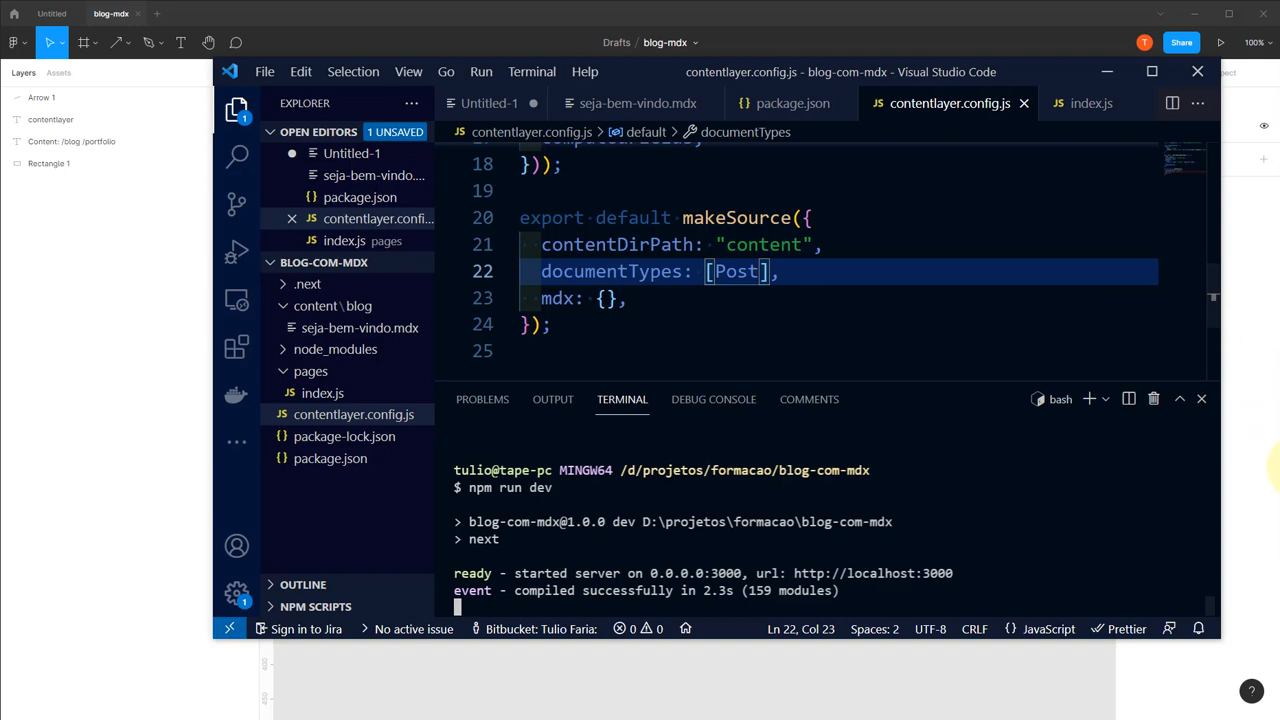 Untitled
blog-mdx
Drafts / blog-mdx
T
Share
100%
Layers
Assets
Arrow 1
contentlayer
Content: /blog /portfolio
Rectangle 1
File Edit Selection View Go Run Terminal Help
contentlayer.config.js - blog-com-mdx - Visual Studio Code
EXPLORER
Untitled-1
seja-bem-vindo.mdx
package.json
contentlayer.config.js
index.js
OPEN EDITORS
1 UNSAVED
contentlayer.config.js > default > documentTypes
Untitled-1
seja-bem-vindo....
package.json
contentlayer.confi...
index.js pages
BLOG-COM-MDX
.next
content\blog
seja-bem-vindo.mdx
node_modules
pages
index.js
contentlayer.config.js
package-lock.json
package.json
OUTLINE
NPM SCRIPTS
1
1
18 }));
19
20 export default makeSource({
21 contentDirPath: "content",
22 documentTypes: [Post],
23 mdx: {},
24 });
25
PROBLEMS OUTPUT TERMINAL DEBUG CONSOLE COMMENTS
bash
tulio@tape-pc MINGW64 /d/projetos/formacao/blog-com-mdx
$ npm run dev
> blog-com-mdx@1.0.0 dev D:\projetos\formacao\blog-com-mdx
> next
ready - started server on 0.0.0.0:3000, url: http://localhost:3000
event - compiled successfully in 2.3s (159 modules)
Sign in to Jira
No active issue
Bitbucket: Tulio Faria:
0 0
Ln 22, Col 23
Spaces: 2
UTF-8
CRLF
JavaScript
Prettier
?